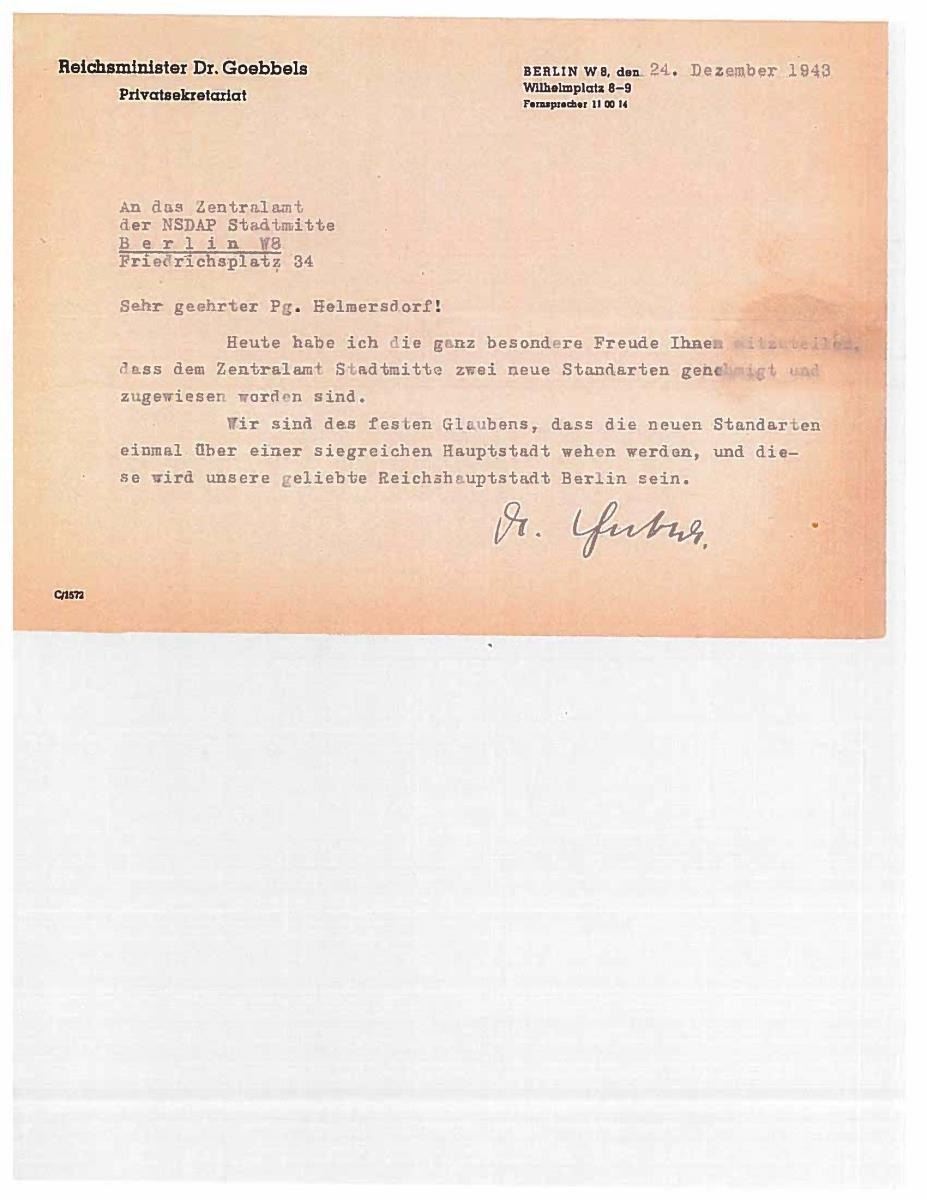 Reichsminister Dr. Goebbels
Privatsekretariat
BERLIN W 8, den 24. Dezember 1943
Wilhelmplatz 8–9
Fernsprecher 11 00 14
An das Zentralamt
der NSDAP Stadtmitte
B e r l i n  W8
Friedrichsplatz 34
Sehr geehrter Pg. Helmersdorf!
Heute habe ich die ganz besondere Freude Ihnen mitzuteilen,
dass dem Zentralamt Stadtmitte zwei neue Standarten genehmigt und
zugewiesen worden sind.
Wir sind des festen Glaubens, dass die neuen Standarten
einmal über einer siegreichen Hauptstadt wehen werden, und die-
se wird unsere geliebte Reichshauptstadt Berlin sein.
Dr.
C/1572